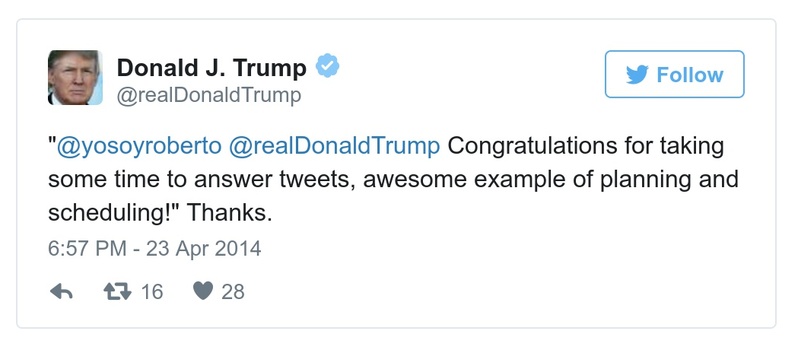 Donald J. Trump
@realDonaldTrump
Follow
"@yosoyroberto @realDonaldTrump Congratulations for taking
some time to answer tweets, awesome example of planning and
scheduling!" Thanks.
6:57 PM - 23 Apr 2014
16 28